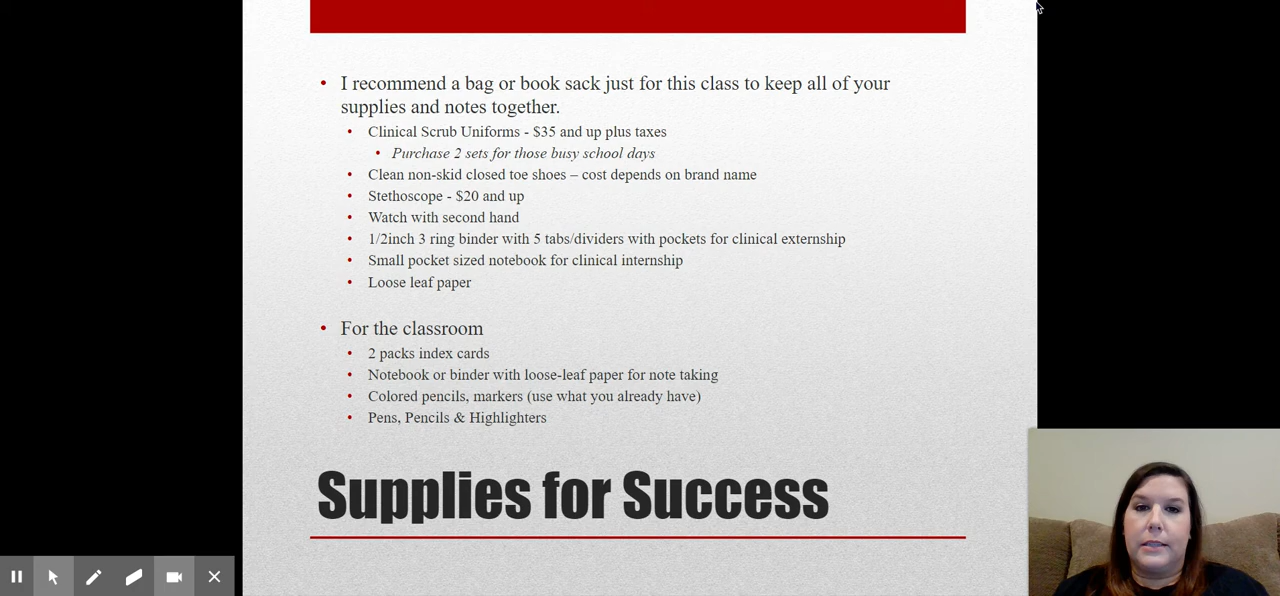 I recommend a bag or book sack just for this class to keep all of your
supplies and notes together.
Clinical Scrub Uniforms - $35 and up plus taxes
Purchase 2 sets for those busy school days
Clean non-skid closed toe shoes – cost depends on brand name
Stethoscope - $20 and up
Watch with second hand
1/2inch 3 ring binder with 5 tabs/dividers with pockets for clinical externship
Small pocket sized notebook for clinical internship
Loose leaf paper
For the classroom
2 packs index cards
Notebook or binder with loose-leaf paper for note taking
Colored pencils, markers (use what you already have)
Pens, Pencils & Highlighters
Supplies for Success